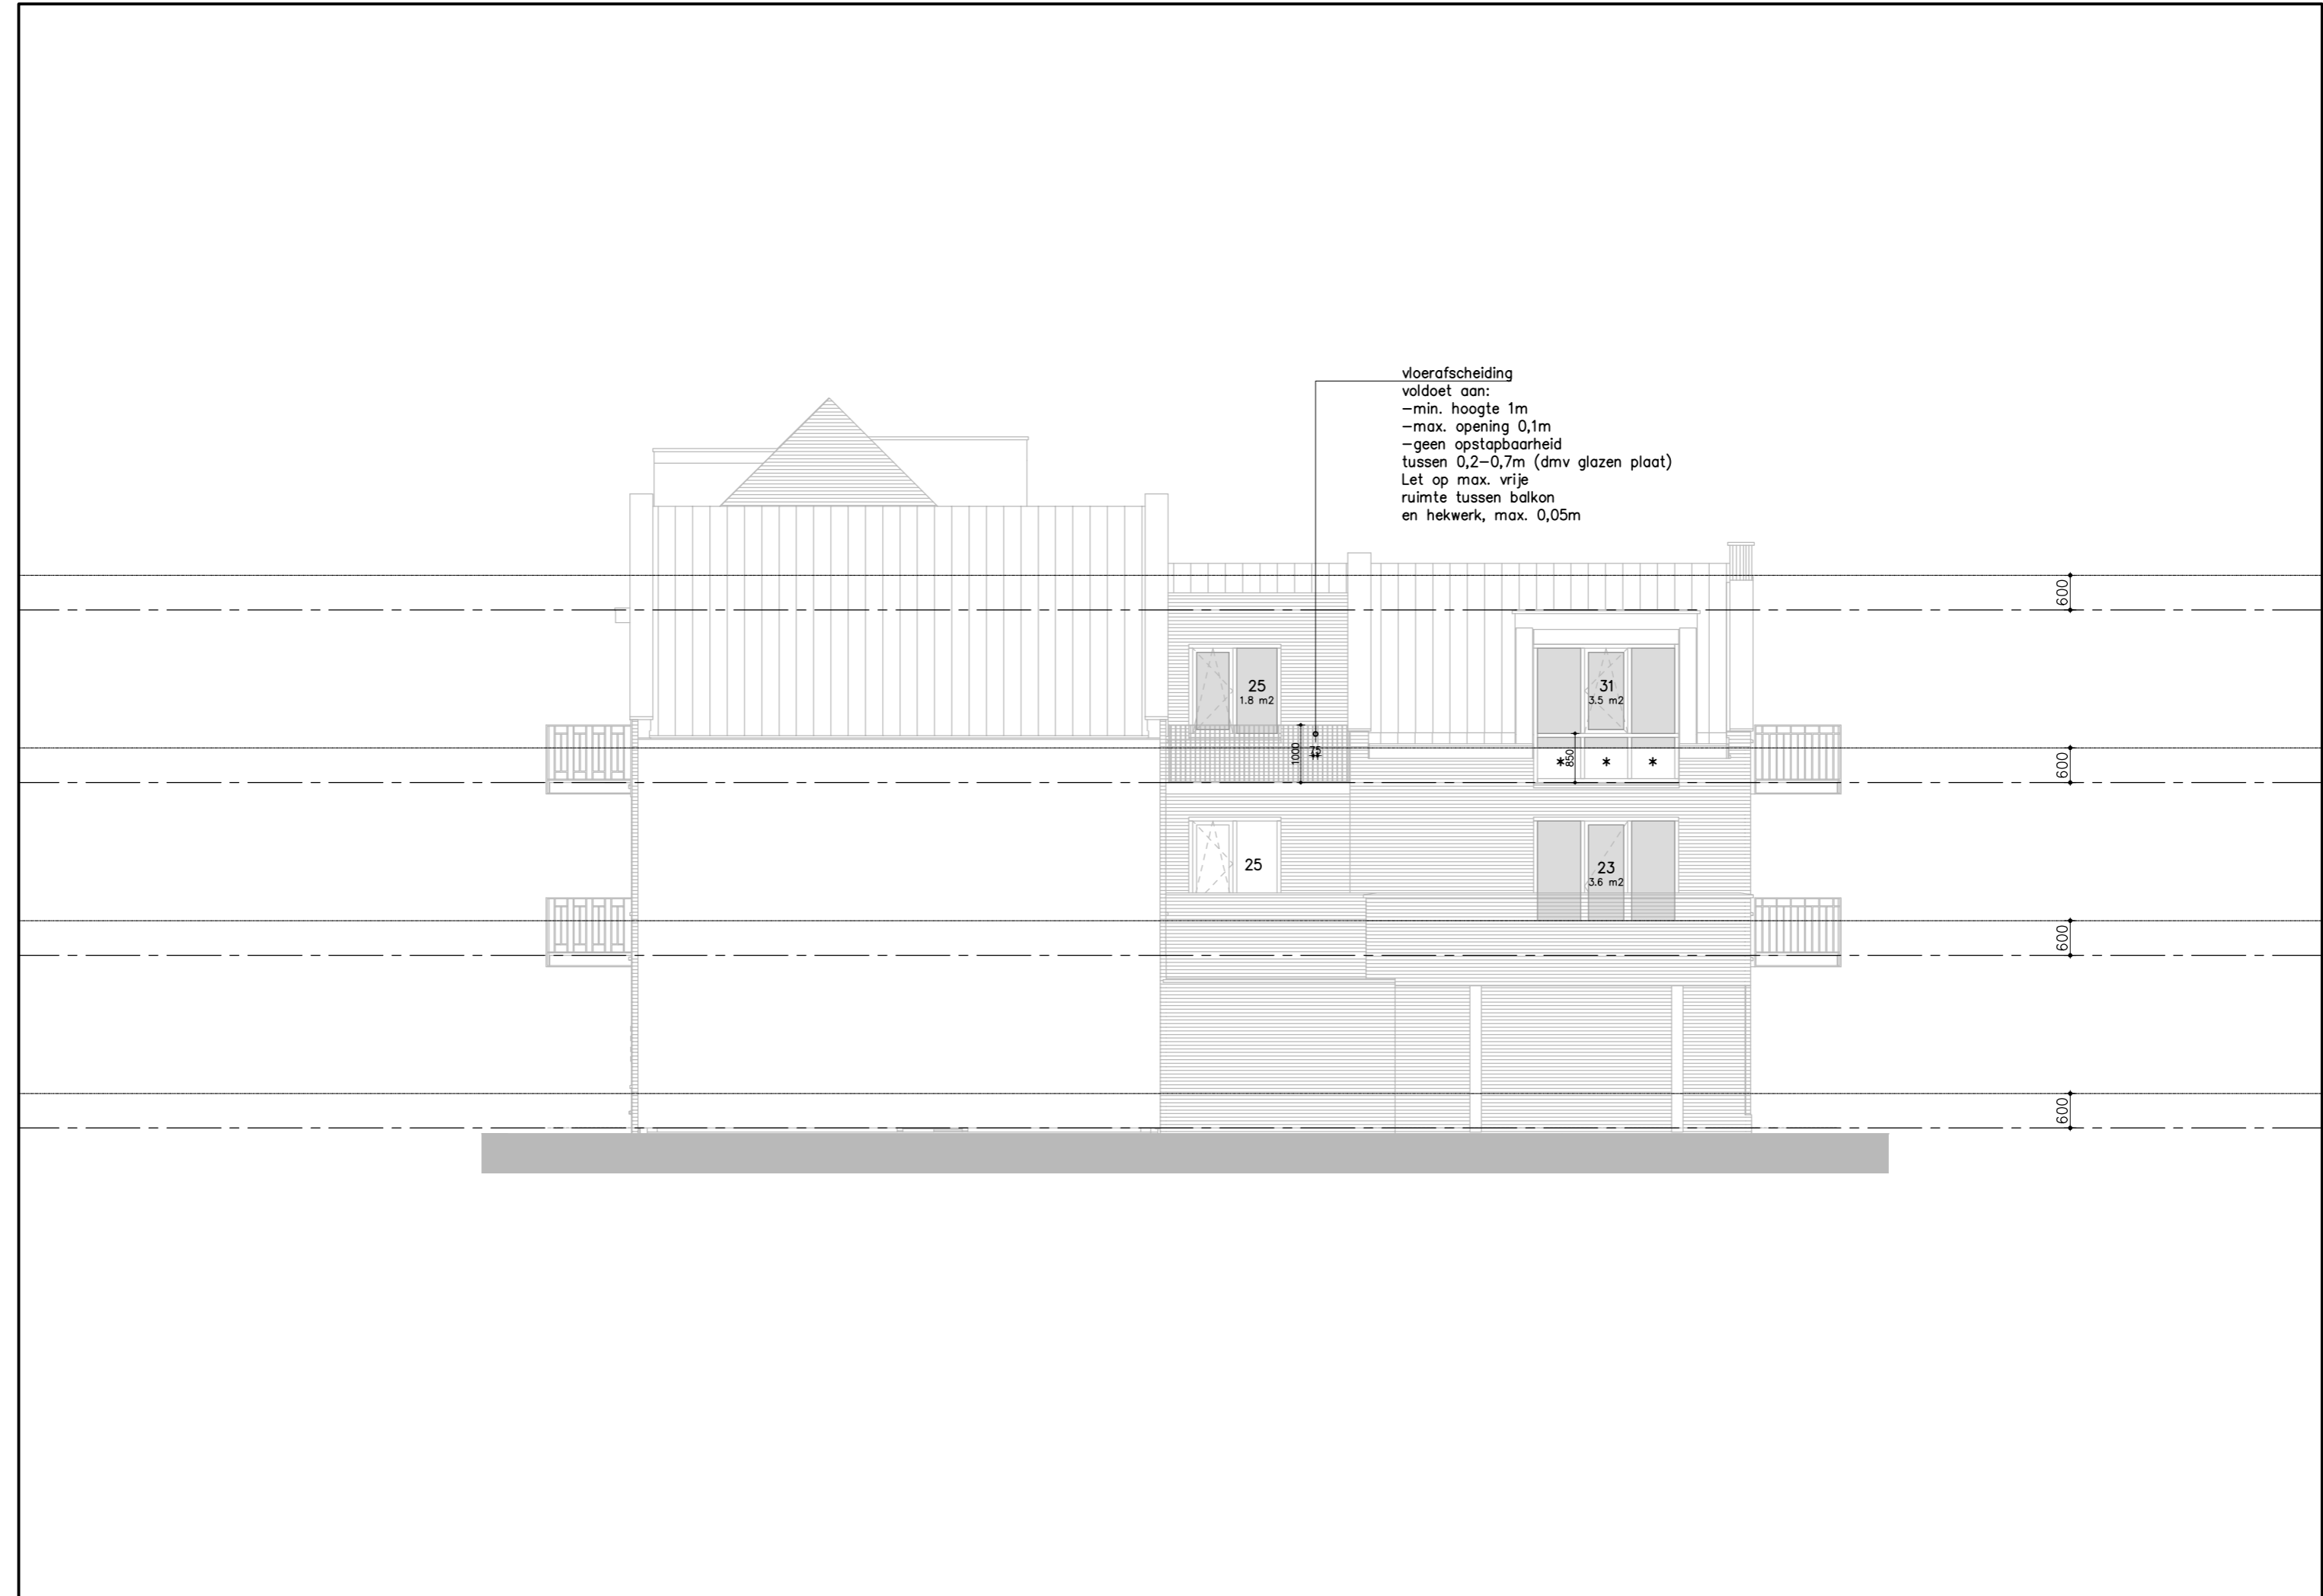 vloerafscheiding
voldoet aan:
-min. hoogte 1m
-max. opening 0,1m
-geen opstapbaarheid
tussen 0,2-0,7m (dmv glazen plaat)
Let op max. vrije
ruimte tussen balkon
en hekwerk, max. 0,05m
600
25
1.8 m2
31
3.5 m2
1000
75
850
* * *
600
25
23
3.6 m2
600
600